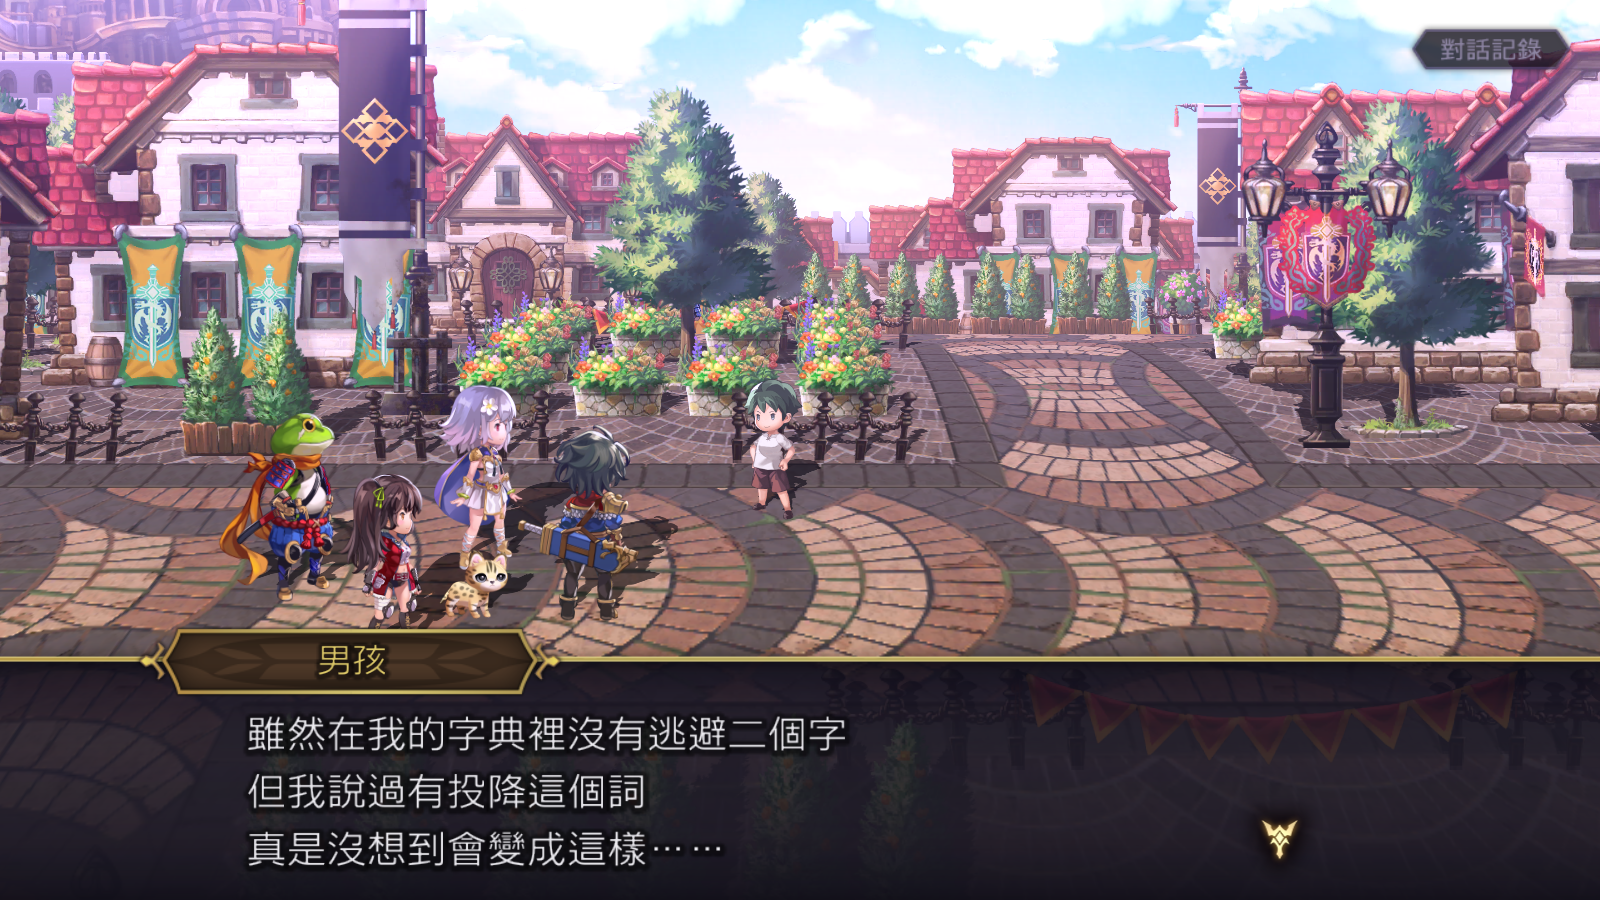 對話記錄
男孩
雖然在我的字典裡沒有逃避二個字
但我說過有投降這個詞
真是沒想到會變成這樣⋯⋯